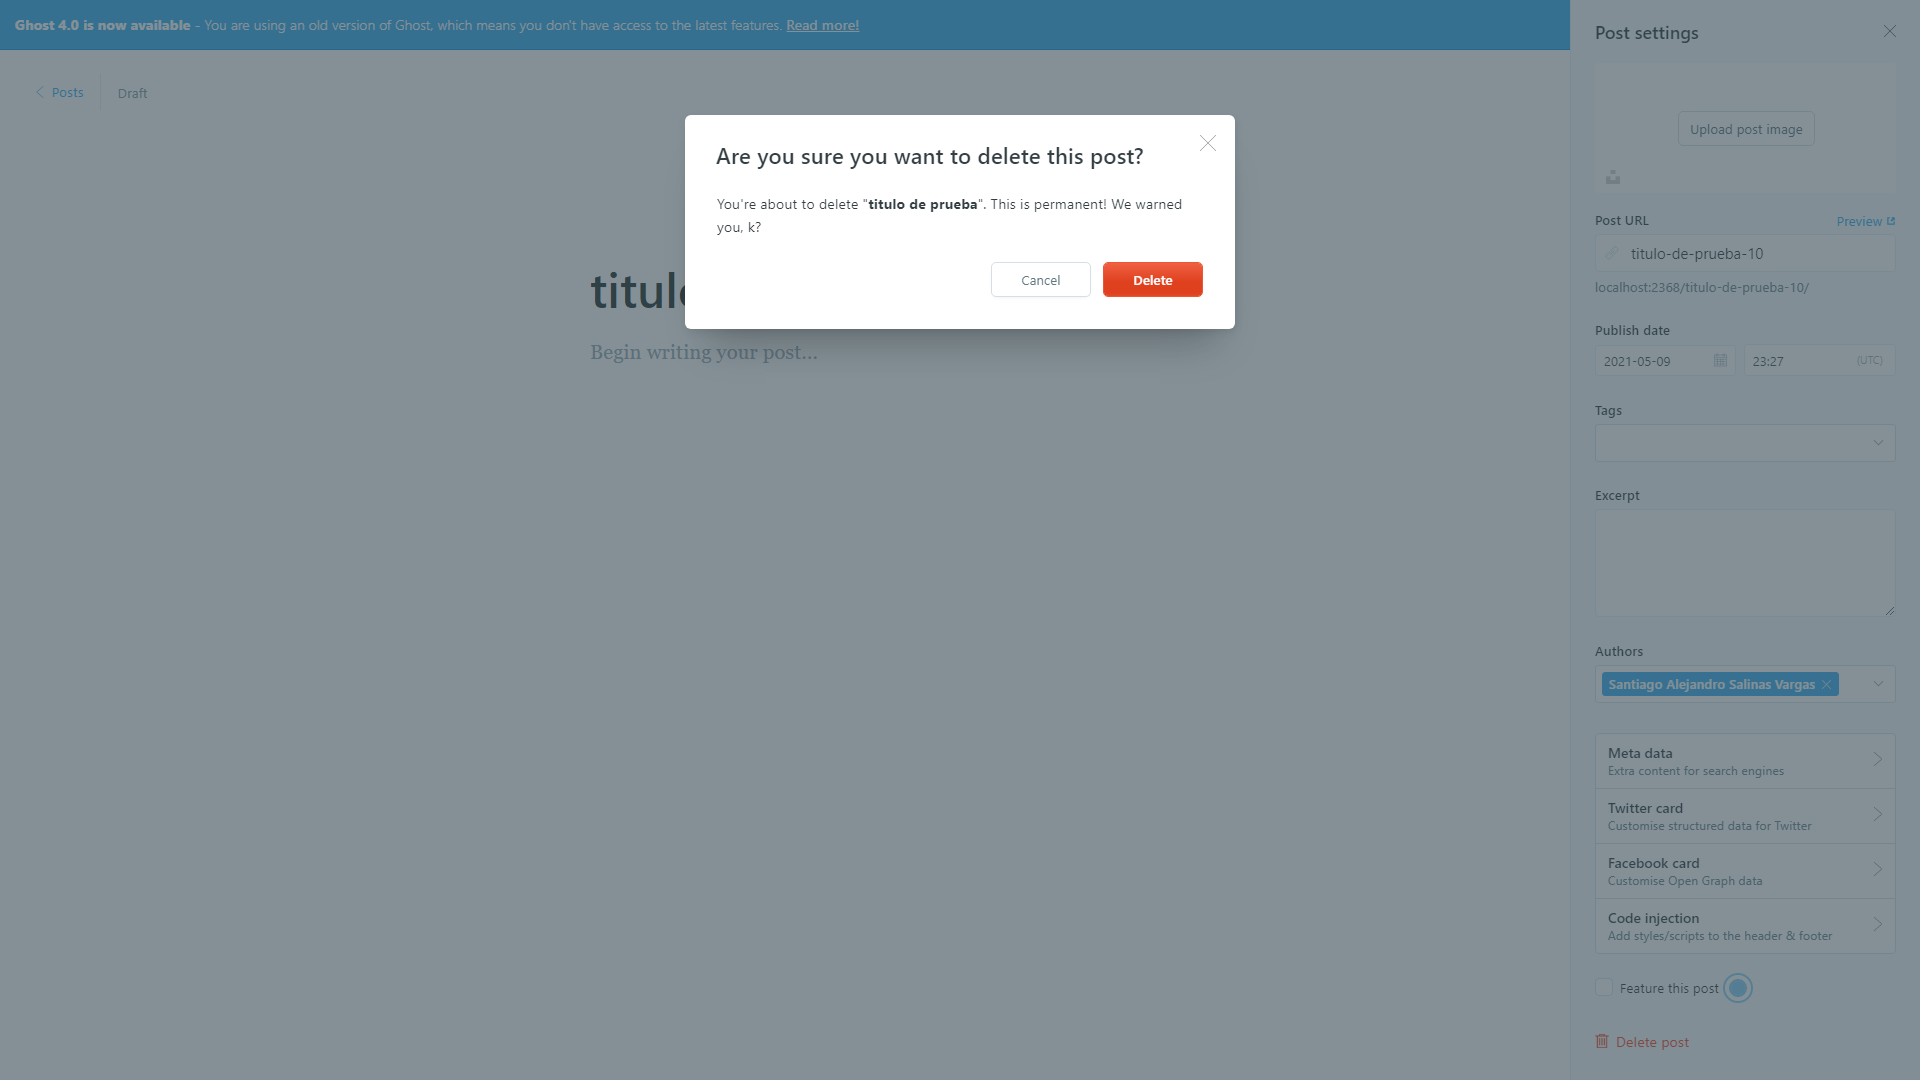 Ghost 4.0 is now available - You are using an old version of Ghost, which means you don't have access to the latest features. Read more!
Posts
Draft
Are you sure you want to delete this post?
You're about to delete "titulo de prueba". This is permanent! We warned
you, k?
Cancel
Delete
Begin writing your post...
Post settings
Upload post image
Post URL
Preview
titulo-de-prueba-10
localhost:2368/titulo-de-prueba-10/
Publish date
2021-05-09
23:27
(UTC)
Tags
Excerpt
Authors
Santiago Alejandro Salinas Vargas
Meta data
Extra content for search engines
Twitter card
Customise structured data for Twitter
Facebook card
Customise Open Graph data
Code injection
Add styles/scripts to the header & footer
Feature this post
Delete post